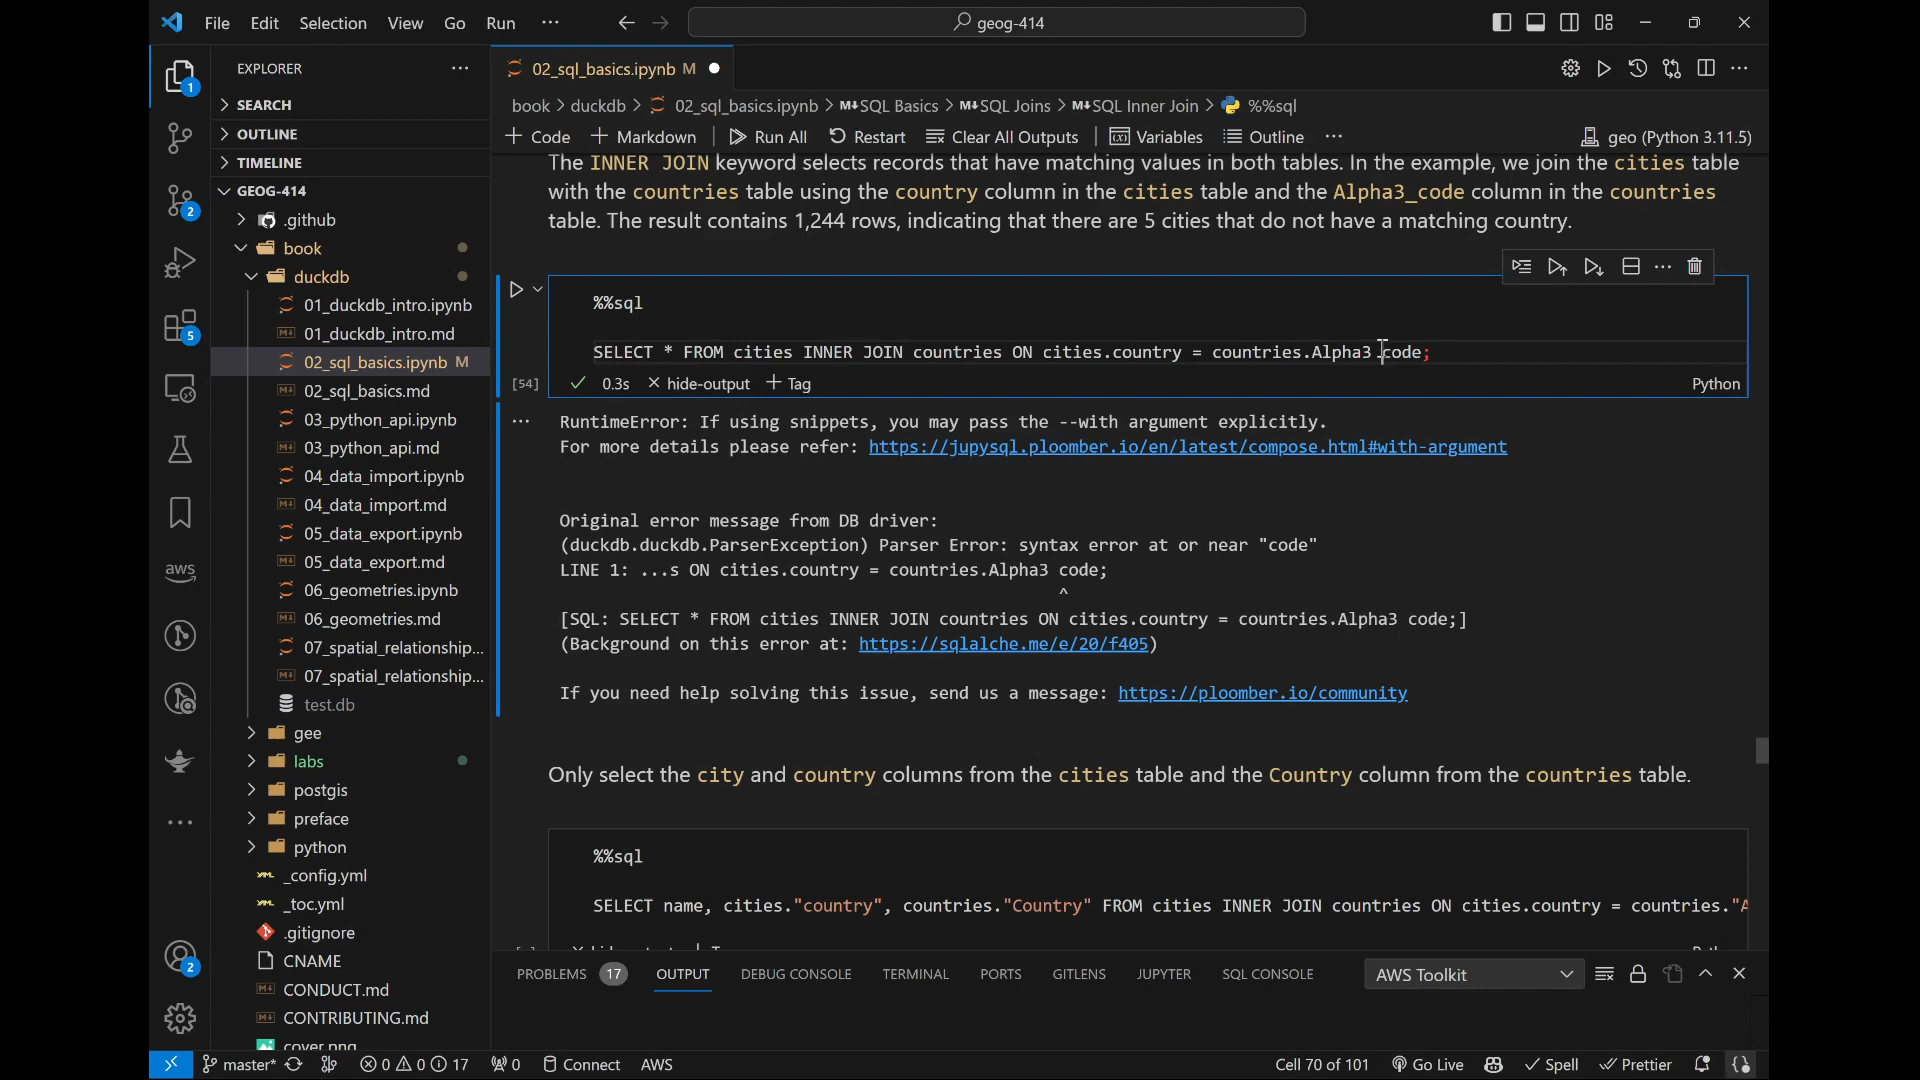 File Edit Selection View Go Run ··· geog-414
EXPLORER
SEARCH
OUTLINE
TIMELINE
GEOG-414
.github
book
duckdb
01_duckdb_intro.ipynb
01_duckdb_intro.md
02_sql_basics.ipynb M
02_sql_basics.md
03_python_api.ipynb
03_python_api.md
04_data_import.ipynb
04_data_import.md
05_data_export.ipynb
05_data_export.md
06_geometries.ipynb
06_geometries.md
07_spatial_relationship...
07_spatial_relationship...
test.db
gee
labs
postgis
preface
python
_config.yml
_toc.yml
.gitignore
CNAME
CONDUCT.md
CONTRIBUTING.md
cover.png
1
2
5
aws
2
02_sql_basics.ipynb M
book > duckdb > 02_sql_basics.ipynb > SQL Basics > SQL Joins > SQL Inner Join > %%sql
+ Code + Markdown Run All Restart Clear All Outputs Variables Outline ··· geo (Python 3.11.5)
The INNER JOIN keyword selects records that have matching values in both tables. In the example, we join the cities table
with the countries table using the country column in the cities table and the Alpha3_code column in the countries
table. The result contains 1,244 rows, indicating that there are 5 cities that do not have a matching country.
%%sql
SELECT * FROM cities INNER JOIN countries ON cities.country = countries.Alpha3 code;
[54] 0.3s × hide-output + Tag Python
RuntimeError: If using snippets, you may pass the --with argument explicitly.
For more details please refer: https://jupysql.ploomber.io/en/latest/compose.html#with-argument
Original error message from DB driver:
(duckdb.duckdb.ParserException) Parser Error: syntax error at or near "code"
LINE 1: ...s ON cities.country = countries.Alpha3 code;
^
[SQL: SELECT * FROM cities INNER JOIN countries ON cities.country = countries.Alpha3 code;]
(Background on this error at: https://sqlalche.me/e/20/f405)
If you need help solving this issue, send us a message: https://ploomber.io/community
Only select the city and country columns from the cities table and the Country column from the countries table.
%%sql
SELECT name, cities."country", countries."Country" FROM cities INNER JOIN countries ON cities.country = countries."A
PROBLEMS 17 OUTPUT DEBUG CONSOLE TERMINAL PORTS GITLENS JUPYTER SQL CONSOLE AWS Toolkit
master* 0 0 17 0 Connect AWS Cell 70 of 101 Go Live Spell Prettier